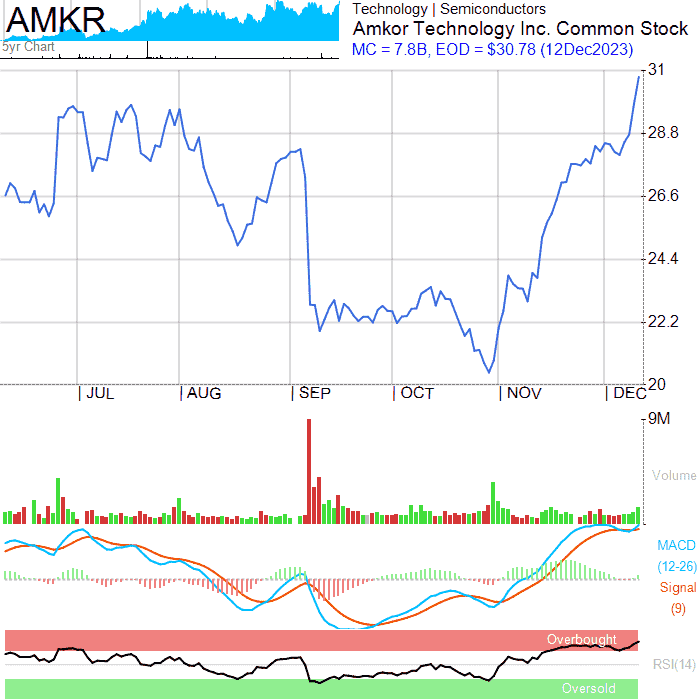 AMKR
5yr Chart
Technology | Semiconductors
Amkor Technology Inc. Common Stock
MC = 7.8B, EOD = $30.78 (12Dec2023)
31
28.8
26.6
24.4
22.2
20
JUL AUG SEP OCT NOV DEC
9M
Volume
MACD
(12-26)
Signal
(9)
Overbought
RSI(14)
Oversold